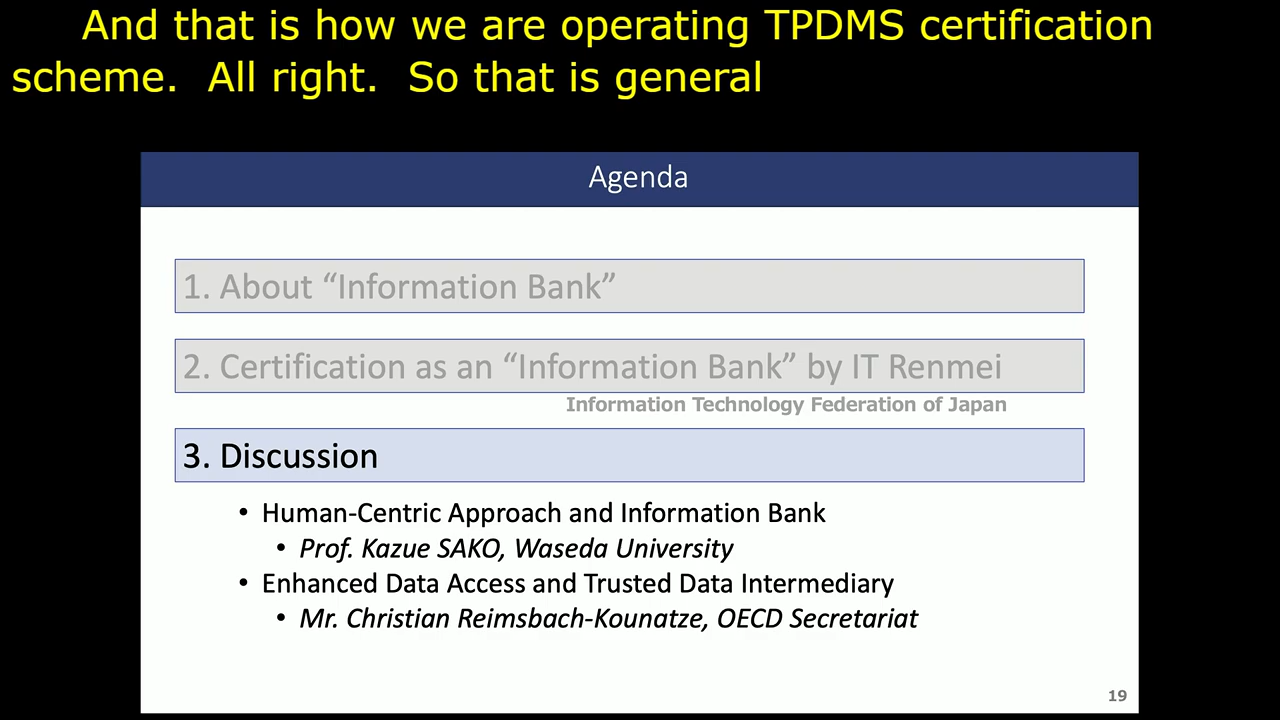 And that is how we are operating TPDMS certification
scheme.  All right.  So that is general
Agenda
1. About “Information Bank”
2. Certification as an “Information Bank” by IT Renmei
Information Technology Federation of Japan
3. Discussion
• Human-Centric Approach and Information Bank
• Prof. Kazue SAKO, Waseda University
• Enhanced Data Access and Trusted Data Intermediary
• Mr. Christian Reimsbach-Kounatze, OECD Secretariat
19